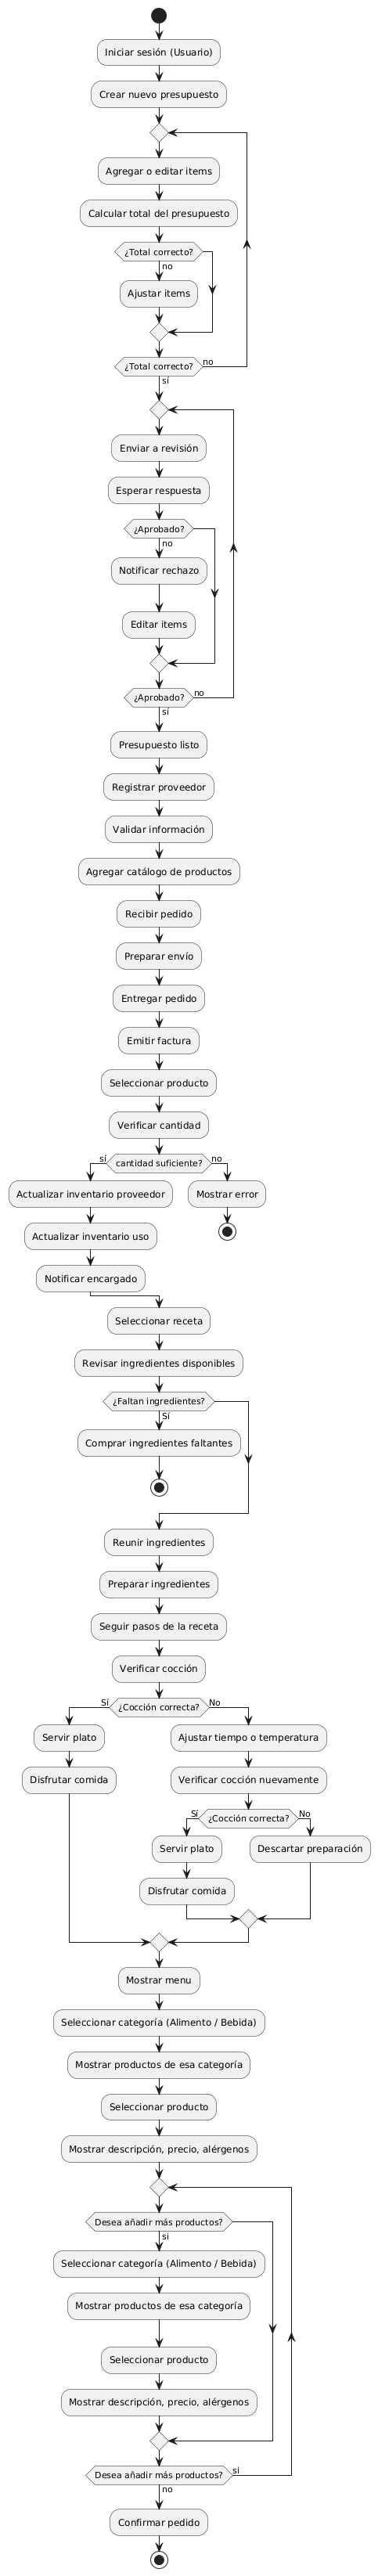 Iniciar sesión (Usuario)
Crear nuevo presupuesto
Agregar o editar items
Calcular total del presupuesto
¿Total correcto?
no
Ajustar items
¿Total correcto?
no
sí
Enviar a revisión
Esperar respuesta
¿Aprobado?
no
Notificar rechazo
Editar items
¿Aprobado?
no
sí
Presupuesto listo
Registrar proveedor
Validar información
Agregar catálogo de productos
Recibir pedido
Preparar envío
Entregar pedido
Emitir factura
Seleccionar producto
Verificar cantidad
sí
cantidad suficiente?
no
Actualizar inventario proveedor
Mostrar error
Actualizar inventario uso
Notificar encargado
Seleccionar receta
Revisar ingredientes disponibles
¿Faltan ingredientes?
Sí
Comprar ingredientes faltantes
Reunir ingredientes
Preparar ingredientes
Seguir pasos de la receta
Verificar cocción
Sí
¿Cocción correcta?
No
Servir plato
Ajustar tiempo o temperatura
Disfrutar comida
Verificar cocción nuevamente
Sí
¿Cocción correcta?
No
Servir plato
Descartar preparación
Disfrutar comida
Mostrar menu
Seleccionar categoría (Alimento / Bebida)
Mostrar productos de esa categoría
Seleccionar producto
Mostrar descripción, precio, alérgenos
Desea añadir más productos?
si
Seleccionar categoría (Alimento / Bebida)
Mostrar productos de esa categoría
Seleccionar producto
Mostrar descripción, precio, alérgenos
Desea añadir más productos?
si
no
Confirmar pedido